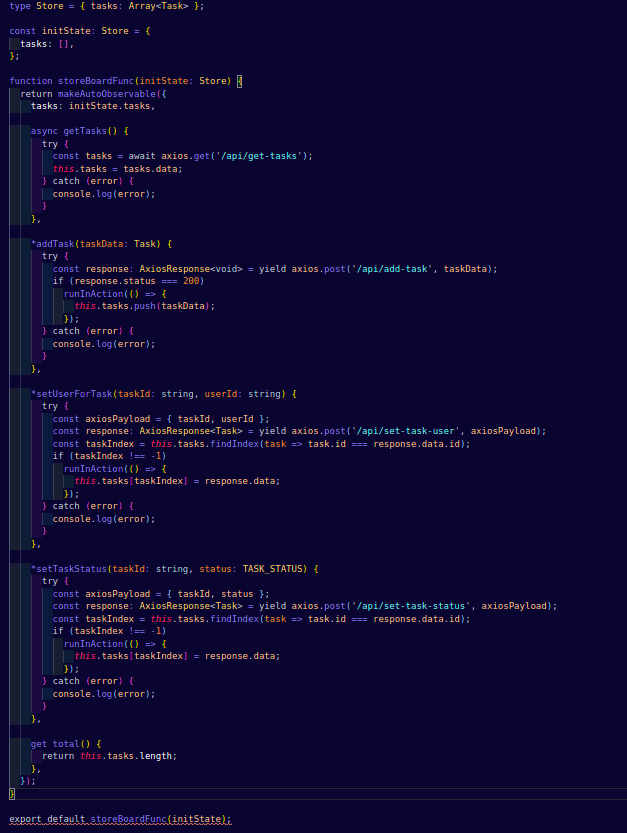 type Store = { tasks: Array<Task> };
const initState: Store = {
tasks: [],
};
function storeBoardFunc(initState: Store) {
return makeAutoObservable({
tasks: initState.tasks,
async getTasks() {
try {
const tasks = await axios.get('/api/get-tasks');
this.tasks = tasks.data;
} catch (error) {
console.log(error);
}
},
*addTask(taskData: Task) {
try {
const response: AxiosResponse<void> = yield axios.post('/api/add-task', taskData);
if (response.status === 200)
runInAction(() => {
this.tasks.push(taskData);
});
} catch (error) {
console.log(error);
}
},
*setUserForTask(taskId: string, userId: string) {
try {
const axiosPayload = { taskId, userId };
const response: AxiosResponse<Task> = yield axios.post('/api/set-task-user', axiosPayload);
const taskIndex = this.tasks.findIndex(task => task.id === response.data.id);
if (taskIndex !== -1)
runInAction(() => {
this.tasks[taskIndex] = response.data;
});
} catch (error) {
console.log(error);
}
},
*setTaskStatus(taskId: string, status: TASK_STATUS) {
try {
const axiosPayload = { taskId, status };
const response: AxiosResponse<Task> = yield axios.post('/api/set-task-status', axiosPayload);
const taskIndex = this.tasks.findIndex(task => task.id === response.data.id);
if (taskIndex !== -1)
runInAction(() => {
this.tasks[taskIndex] = response.data;
});
} catch (error) {
console.log(error);
}
},
get total() {
return this.tasks.length;
},
});
}
export default storeBoardFunc(initState);